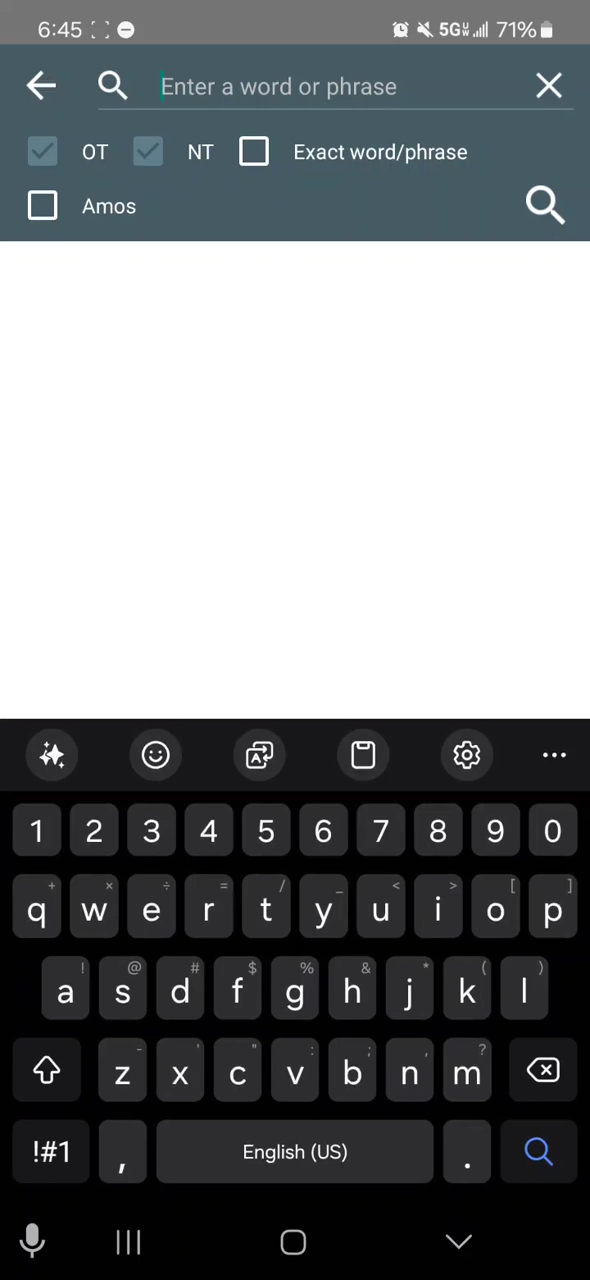 6:45 5G UW 71%
Enter a word or phrase
OT NT Exact word/phrase
Amos
1 2 3 4 5 6 7 8 9 0
+ × ÷ = / _ < > [ ]
q w e r t y u i o p
! @ # $ % & * ( )
a s d f g h j k l
- ' " : ; , ?
z x c v b n m
!#1 , English (US) .